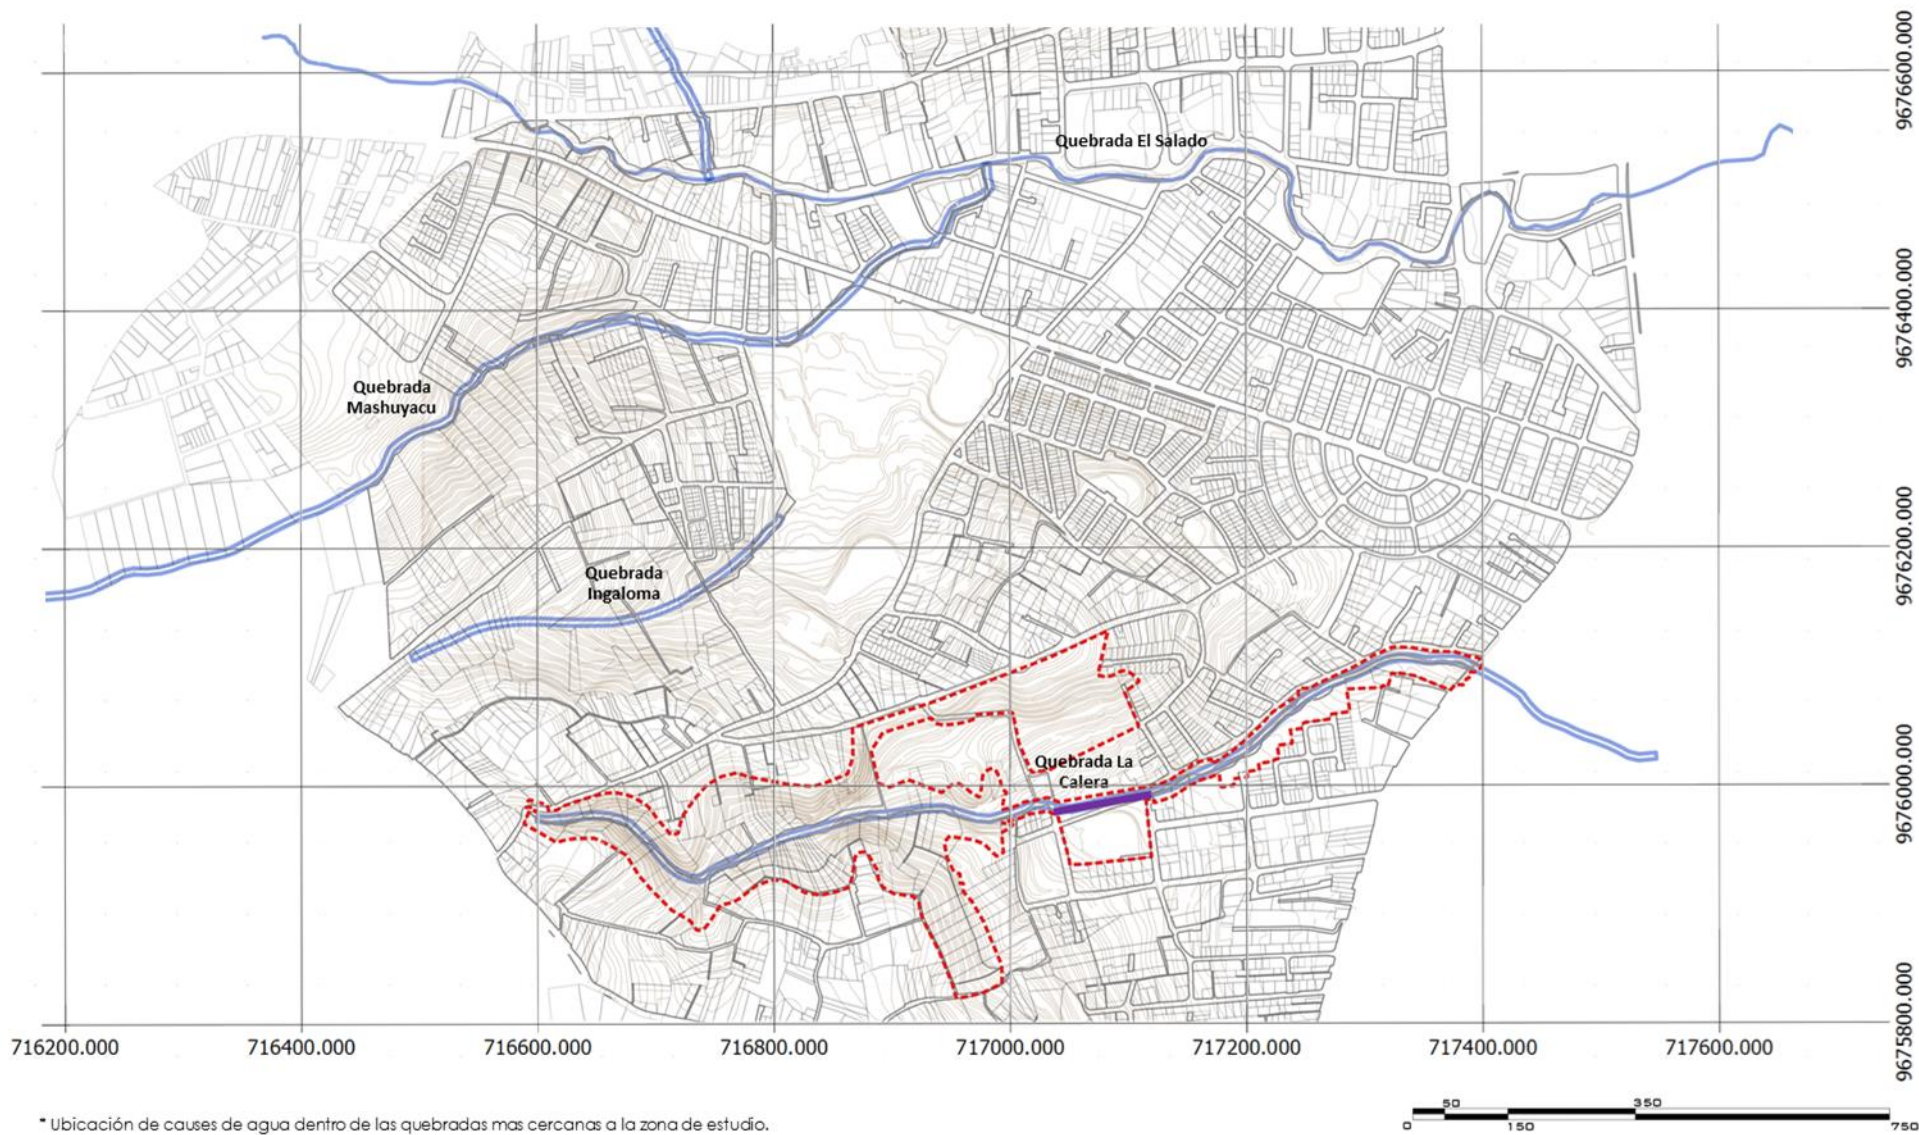 9676600.000
Quebrada El Salado
9676400.000
Quebrada
Mashuyacu
9676200.000
Quebrada
Ingaloma
9676000.000
Quebrada La
Calera
9675800.000
716200.000 716400.000 716600.000 716800.000 717000.000 717200.000 717400.000 717600.000
50 350
0 150 750
* Ubicación de causes de agua dentro de las quebradas mas cercanas a la zona de estudio.